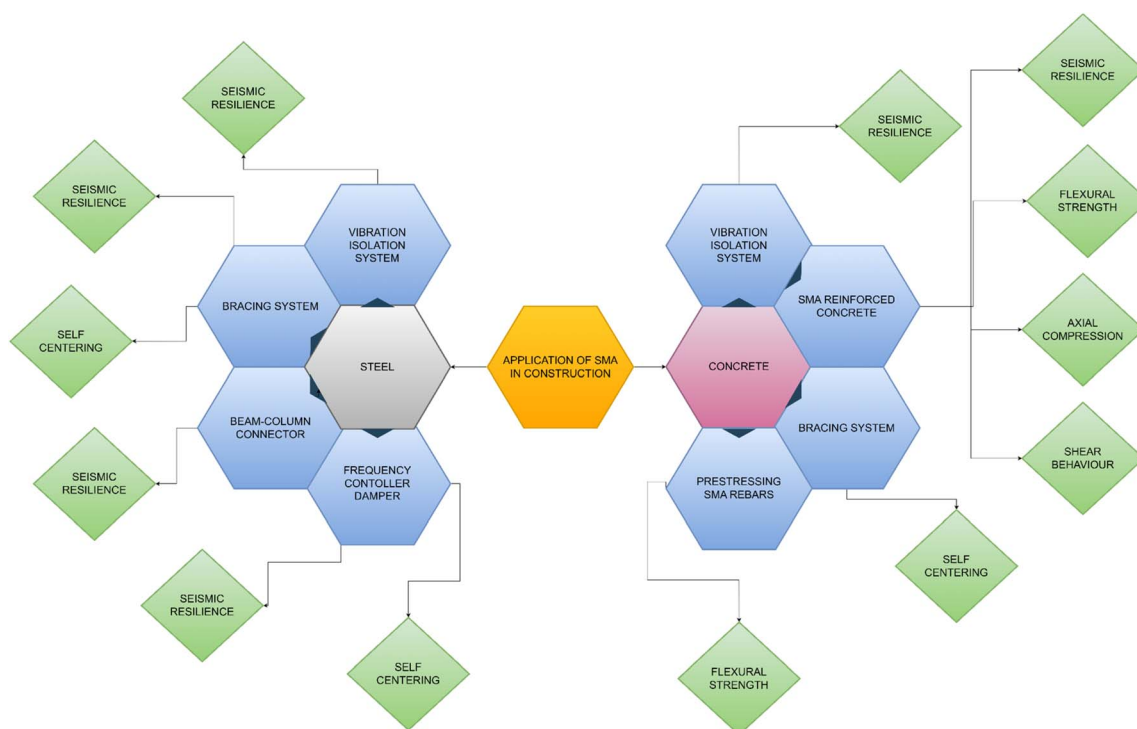 SEISMIC
RESILIENCE
SEISMIC
RESILIENCE
SEISMIC
RESILIENCE
SEISMIC
RESILIENCE
FLEXURAL
STRENGTH
VIBRATION
ISOLATION
SYSTEM
VIBRATION
ISOLATION
SYSTEM
BRACING SYSTEM
SMA REINFORCED
CONCRETE
SELF
CENTERING
AXIAL
COMPRESSION
STEEL
APPLICATION OF SMA
IN CONSTRUCTION
CONCRETE
BEAM-COLUMN
CONNECTOR
BRACING SYSTEM
SHEAR
BEHAVIOUR
SEISMIC
RESILIENCE
FREQUENCY
CONTOLLER
DAMPER
PRESTRESSING
SMA REBARS
SELF
CENTERING
SEISMIC
RESILIENCE
SELF
CENTERING
FLEXURAL
STRENGTH